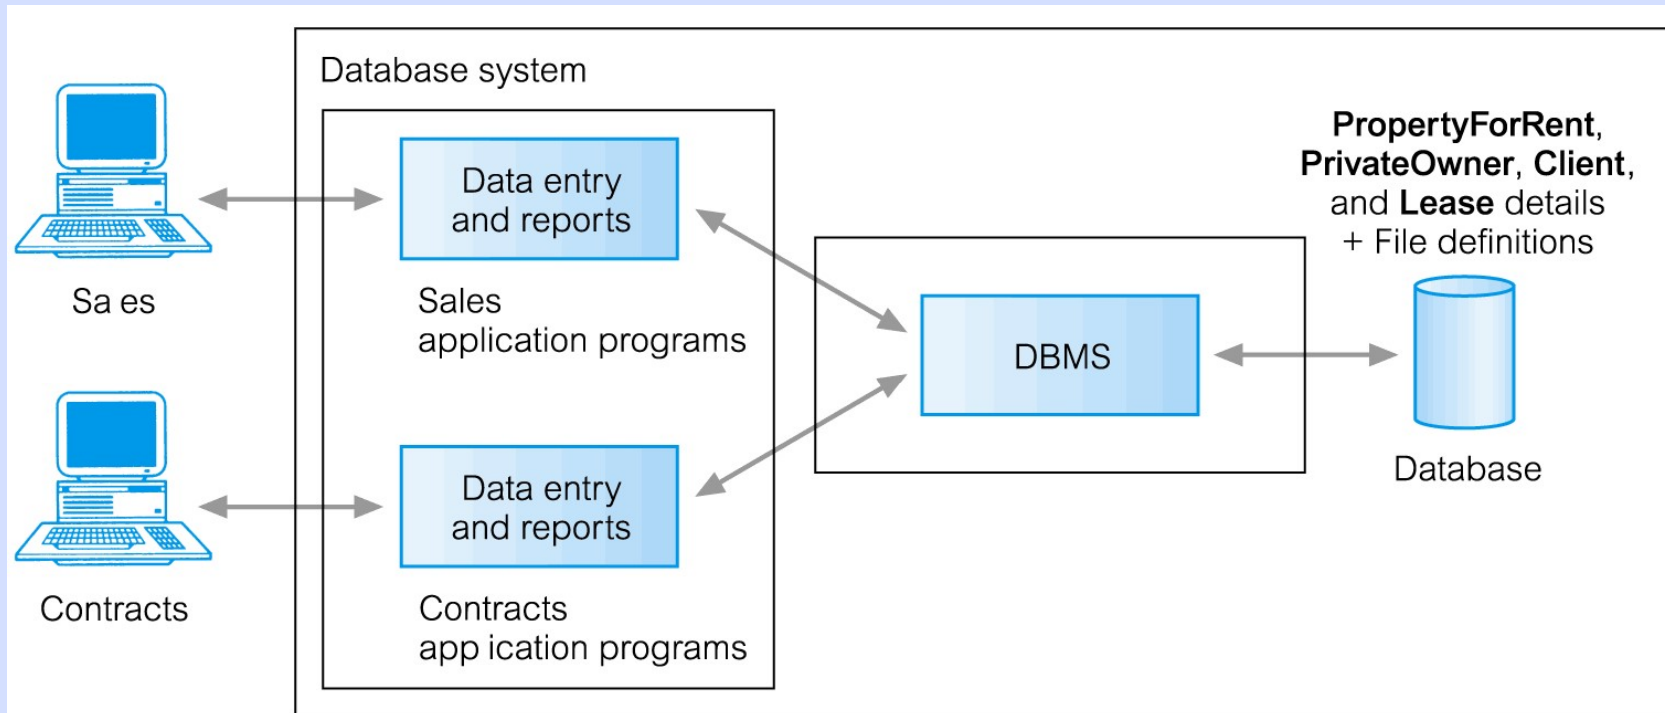 Database system
Sa es
Data entry
and reports
Sales
application programs
Contracts
Data entry
and reports
Contracts
app ication programs
DBMS
PropertyForRent,
PrivateOwner, Client,
and Lease details
+ File definitions
Database